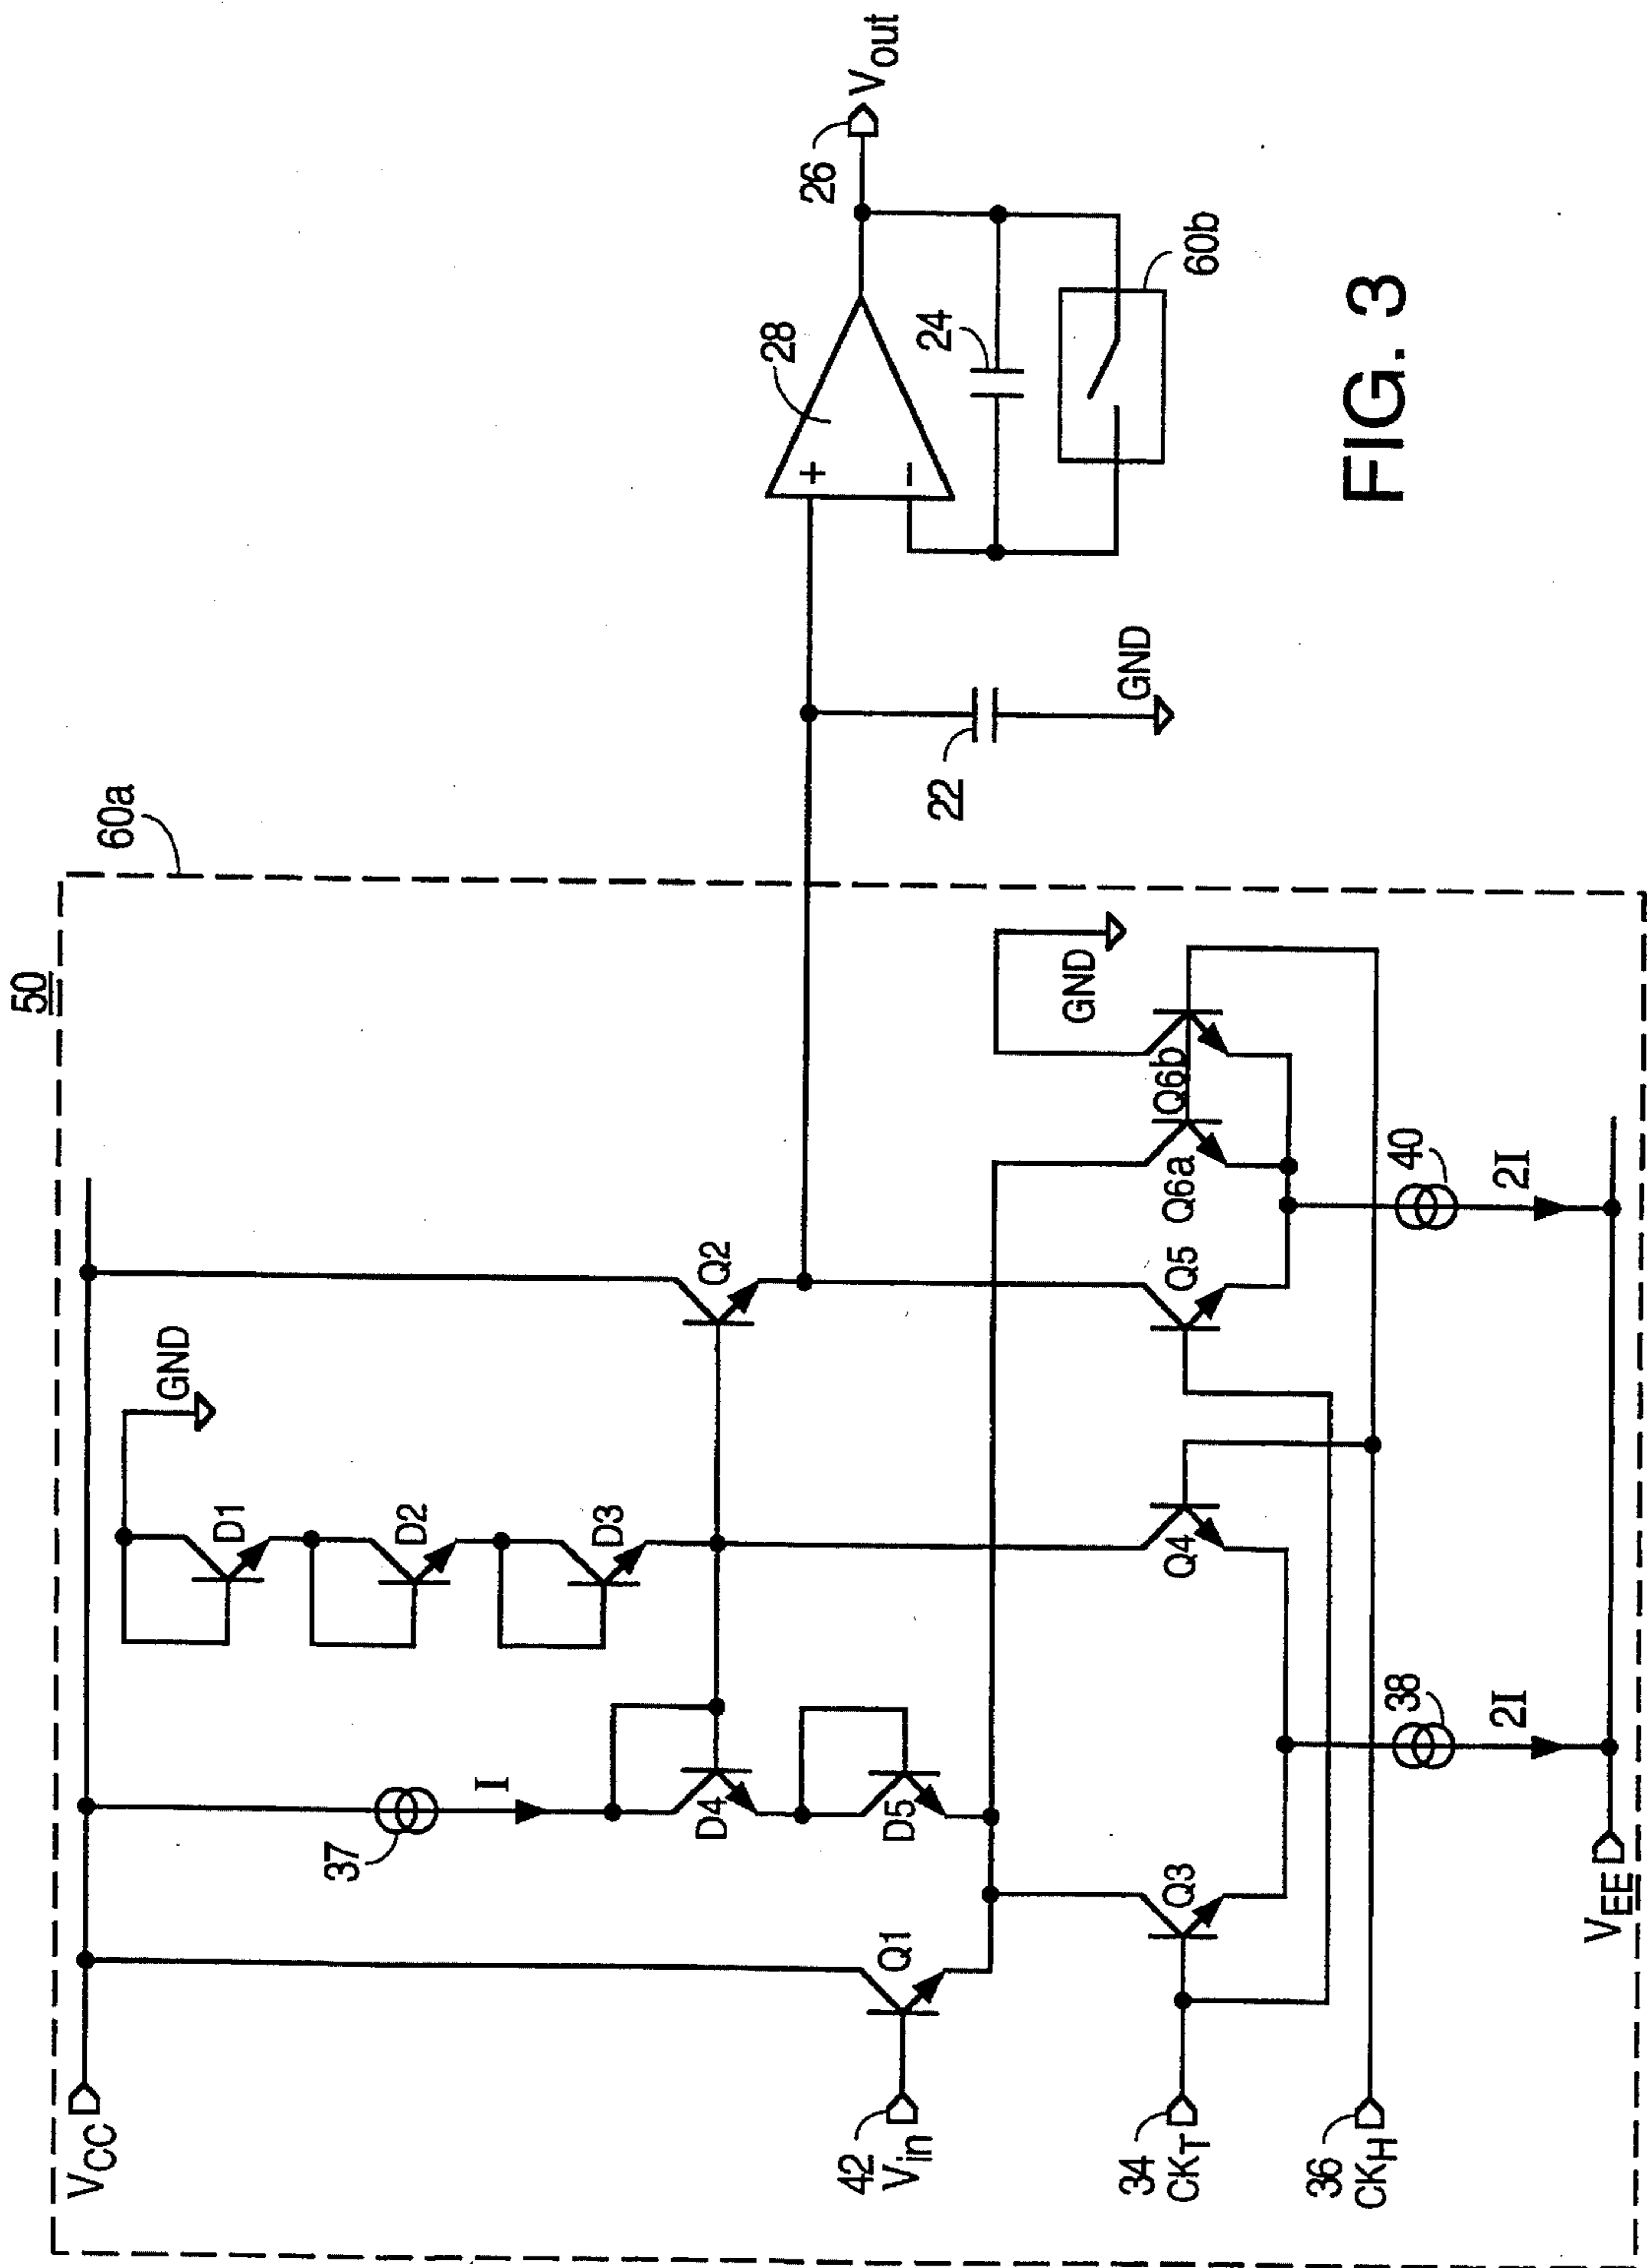 50
60a
VCC
37
I
GND
D1
D2
D3
D4
D5
Q2
Q1
42
Vin
34
CKT
36
CKH
Q3
Q4
Q5
Q6a
Q6b
GND
38
2I
40
2I
VEE
22
GND
28
+
−
24
60b
26
Vout
FIG. 3